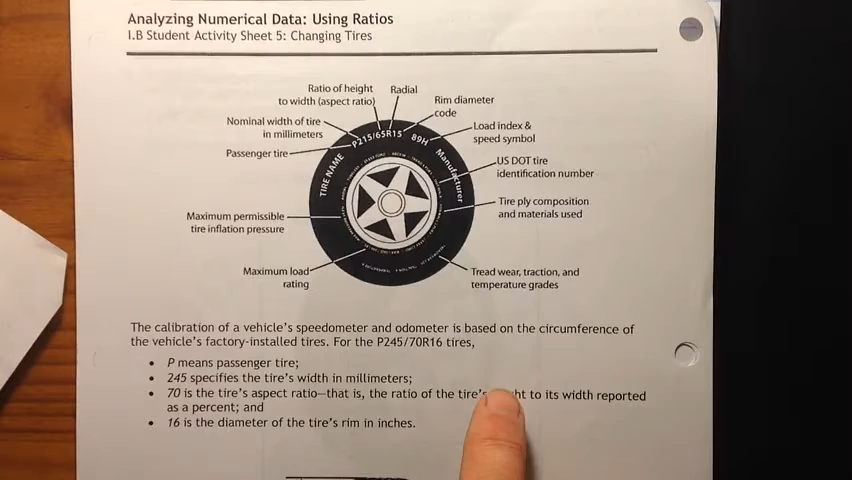 Analyzing Numerical Data: Using Ratios
I.B Student Activity Sheet 5: Changing Tires
Ratio of height
to width (aspect ratio)
Radial
Rim diameter
code
Nominal width of tire
in millimeters
Load index &
speed symbol
Passenger tire
US DOT tire
identification number
TIRE NAME P215/65R15 89H Manufacturer
Tire ply composition
and materials used
Maximum permissible
tire inflation pressure
Maximum load
rating
Tread wear, traction, and
temperature grades
The calibration of a vehicle's speedometer and odometer is based on the circumference of
the vehicle's factory-installed tires. For the P245/70R16 tires,
• P means passenger tire;
• 245 specifies the tire's width in millimeters;
• 70 is the tire's aspect ratio—that is, the ratio of the tire's to its width reported
as a percent; and
• 16 is the diameter of the tire's rim in inches.